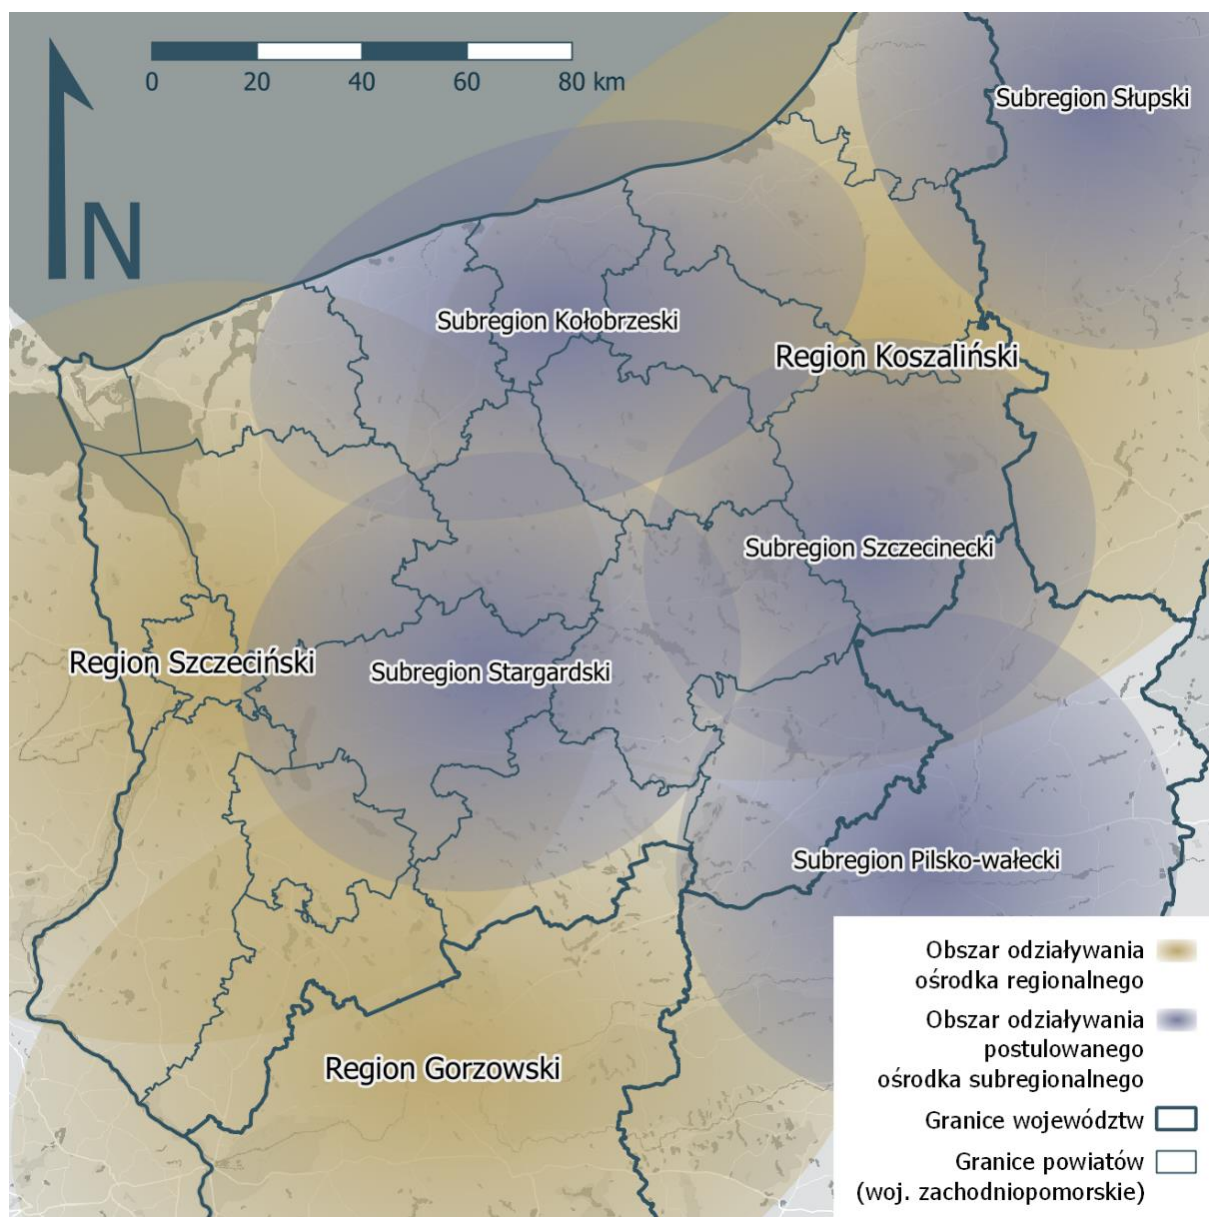 0 20 40 60 80 km
N
Subregion Słupski
Subregion Kołobrzeski
Region Koszaliński
Subregion Szczecinecki
Region Szczeciński
Subregion Stargardski
Subregion Pilsko-wałecki
Region Gorzowski
Obszar odziaływania
ośrodka regionalnego
Obszar odziaływania
postulowanego
ośrodka subregionalnego
Granice województw
Granice powiatów
(woj. zachodniopomorskie)